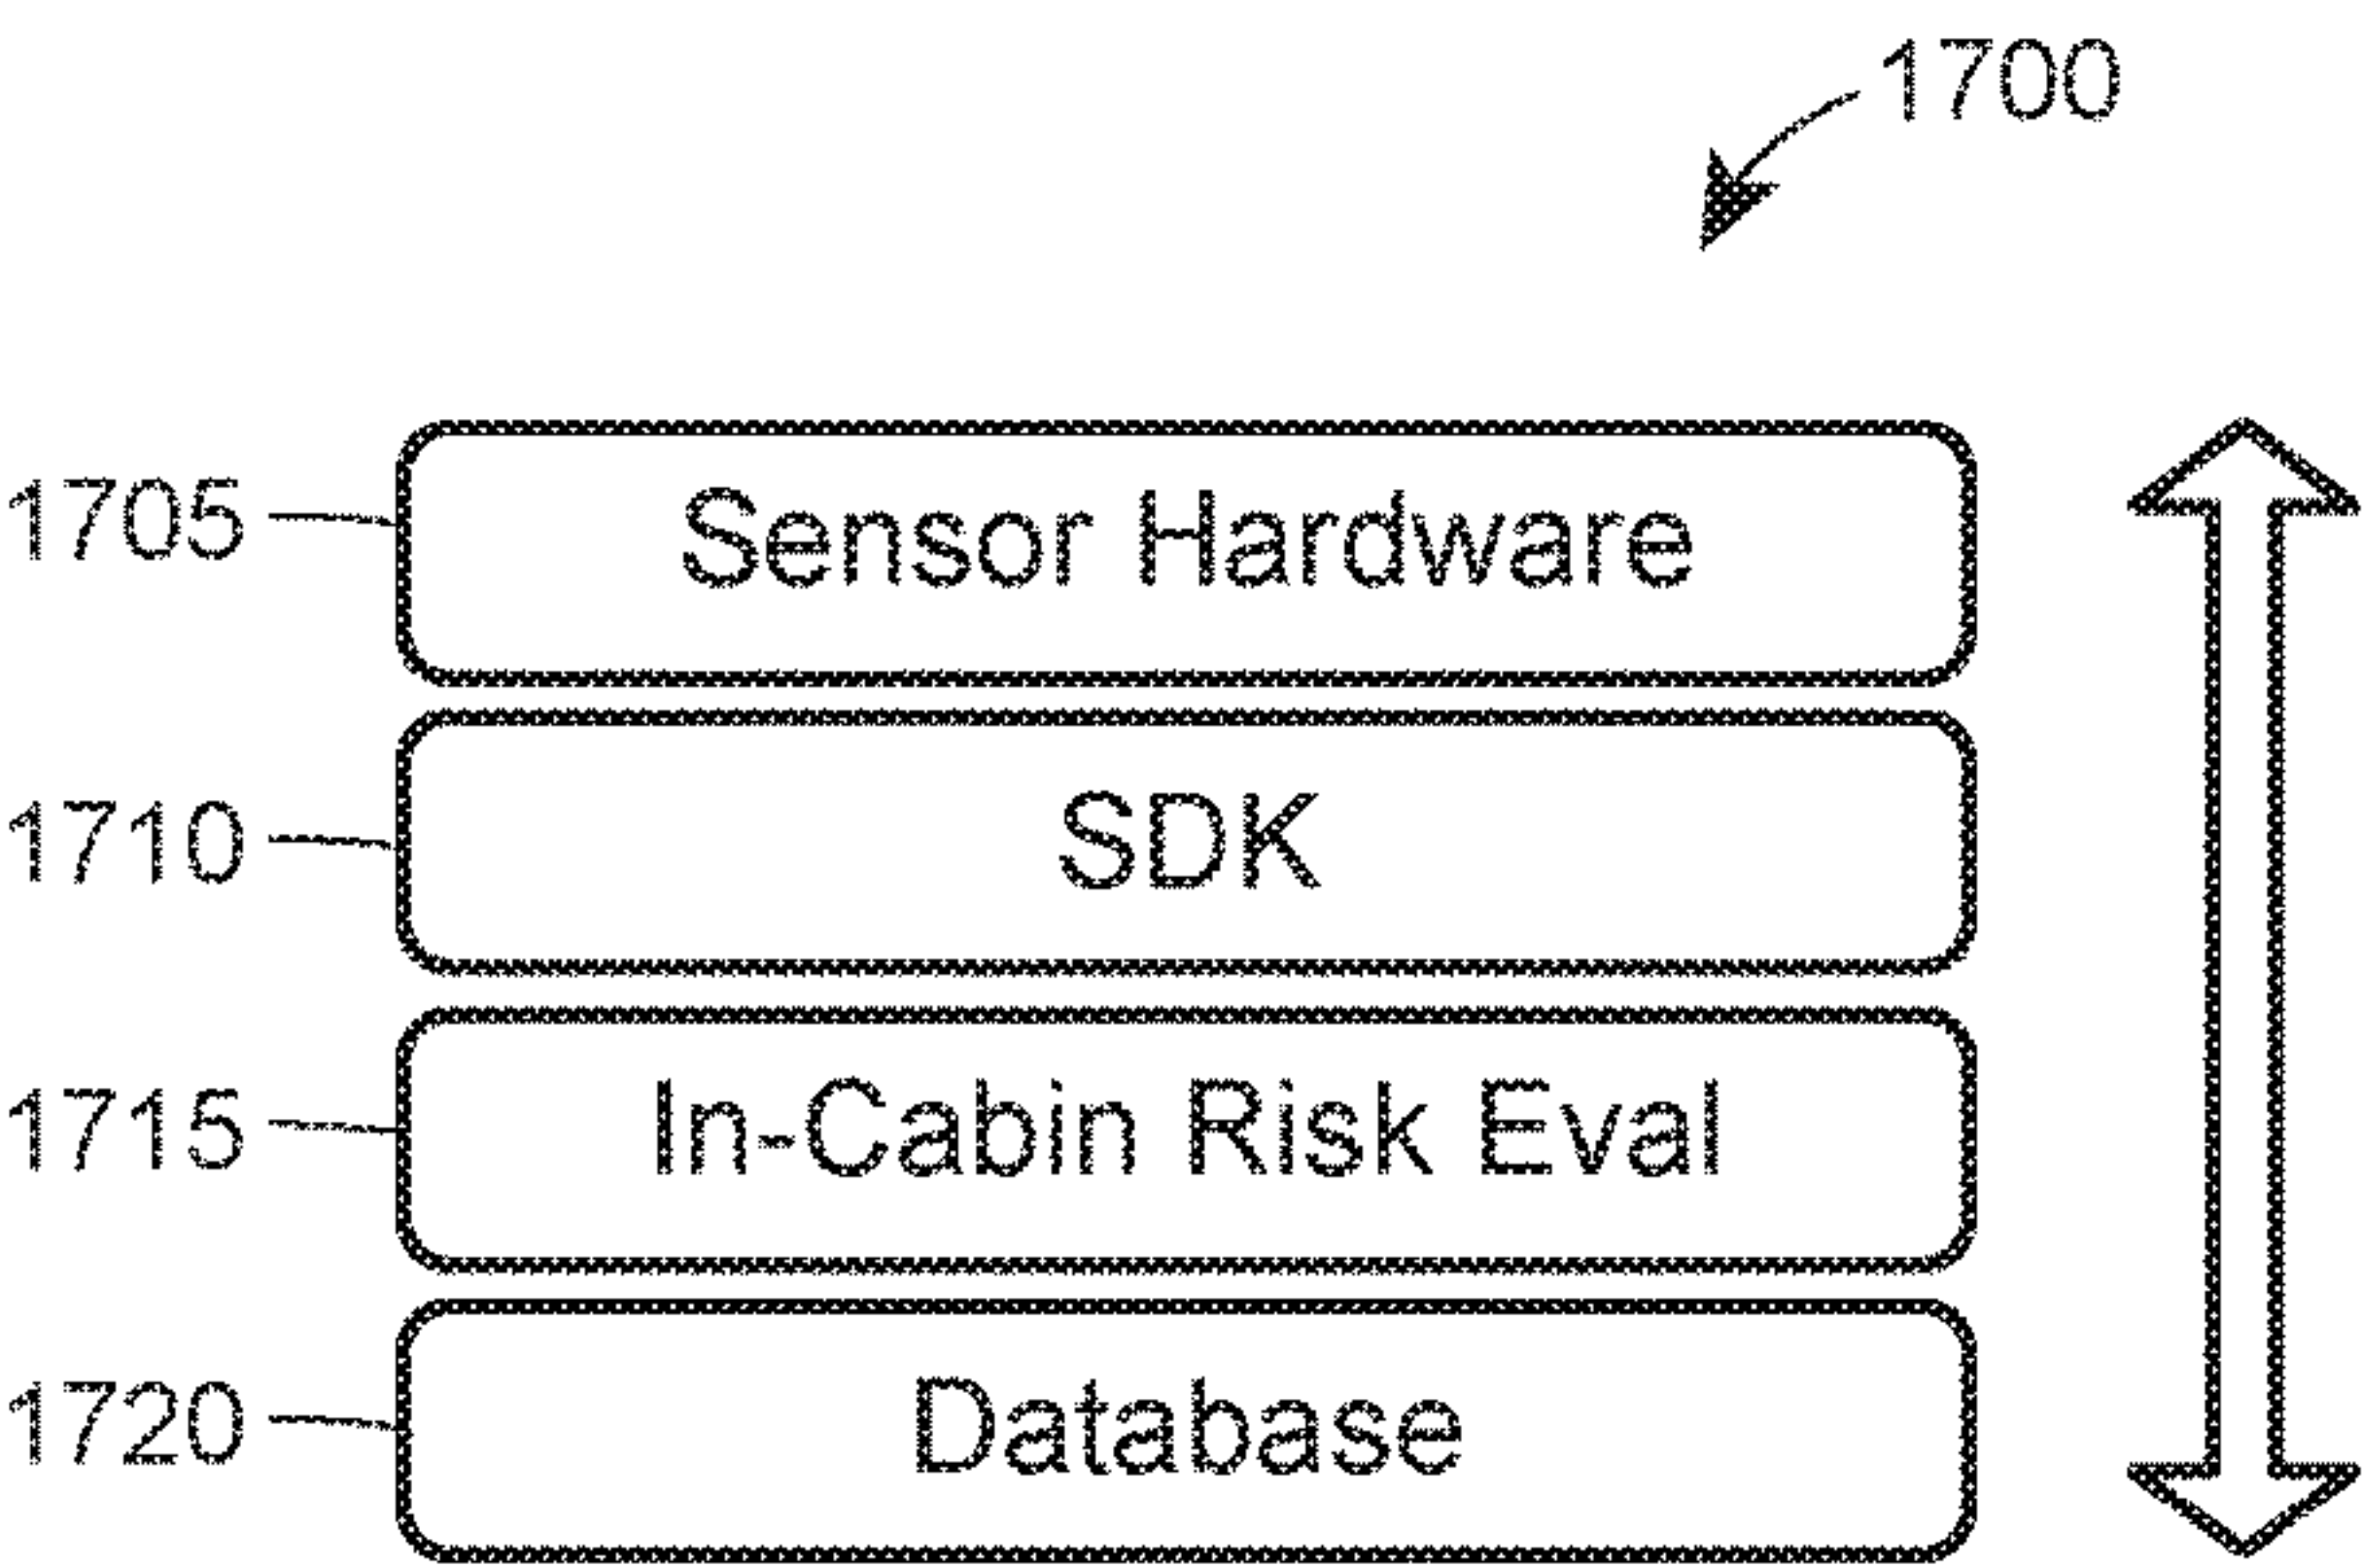 1700
1705 Sensor Hardware
1710 SDK
1715 In-Cabin Risk Eval
1720 Database